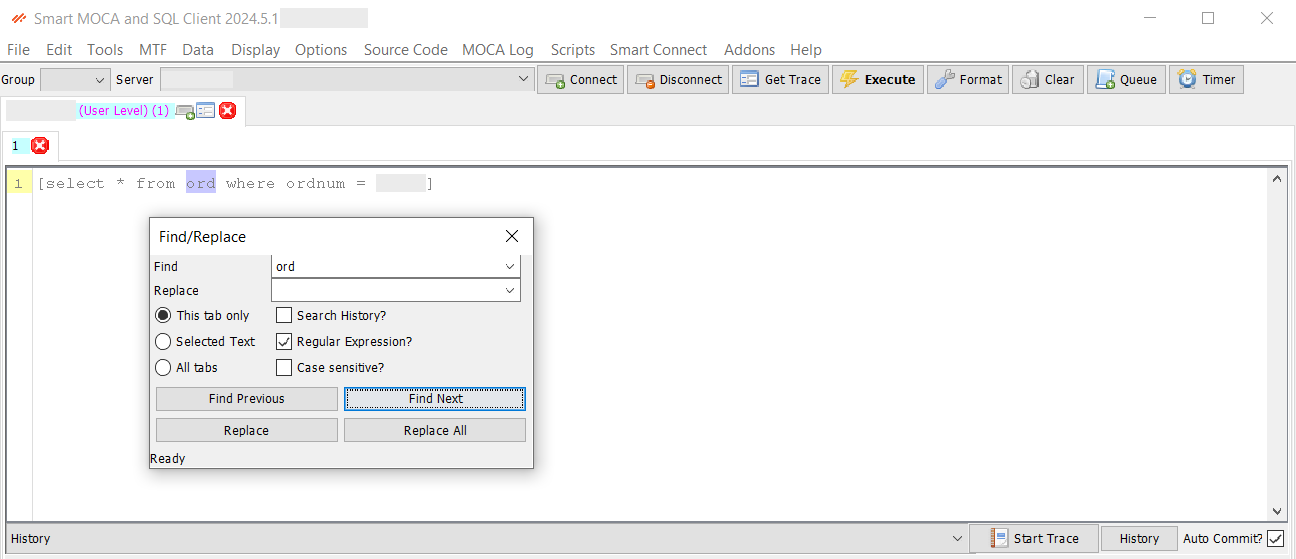 Smart MOCA and SQL Client 2024.5.1
File Edit Tools MTF Data Display Options Source Code MOCA Log Scripts Smart Connect Addons Help
Group Server Connect Disconnect Get Trace Execute Format Clear Queue Timer
(User Level) (1)
1
1 [select * from ord where ordnum = ]
Find/Replace
Find ord
Replace
This tab only Search History?
Selected Text Regular Expression?
All tabs Case sensitive?
Find Previous Find Next
Replace Replace All
Ready
History Start Trace History Auto Commit?